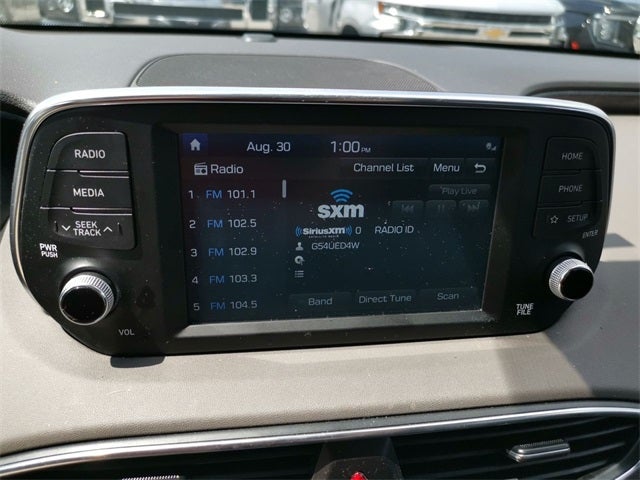 Aug. 30 1:00 PM
Radio Channel List Menu
1 FM 101.1
2 FM 102.5
3 FM 102.9
4 FM 103.3
5 FM 104.5
Play Live
sxm
SiriusXM 0 RADIO ID
G54UED4W
Band Direct Tune Scan
RADIO
MEDIA
SEEK
TRACK
PWR
PUSH
VOL
HOME
PHONE
SETUP
ENTER
TUNE
FILE